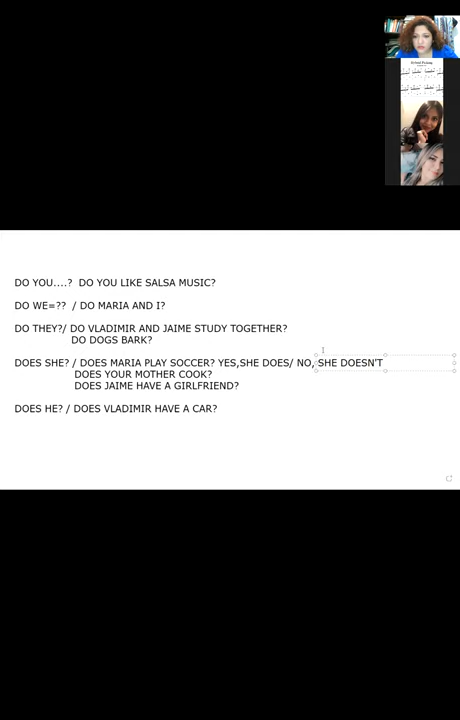 Hybrid Picking
DO YOU....?  DO YOU LIKE SALSA MUSIC?
DO WE=??  / DO MARIA AND I?
DO THEY?/ DO VLADIMIR AND JAIME STUDY TOGETHER?
DO DOGS BARK?
DOES SHE? / DOES MARIA PLAY SOCCER? YES,SHE DOES/ NO, SHE DOESN'T
DOES YOUR MOTHER COOK?
DOES JAIME HAVE A GIRLFRIEND?
DOES HE? / DOES VLADIMIR HAVE A CAR?